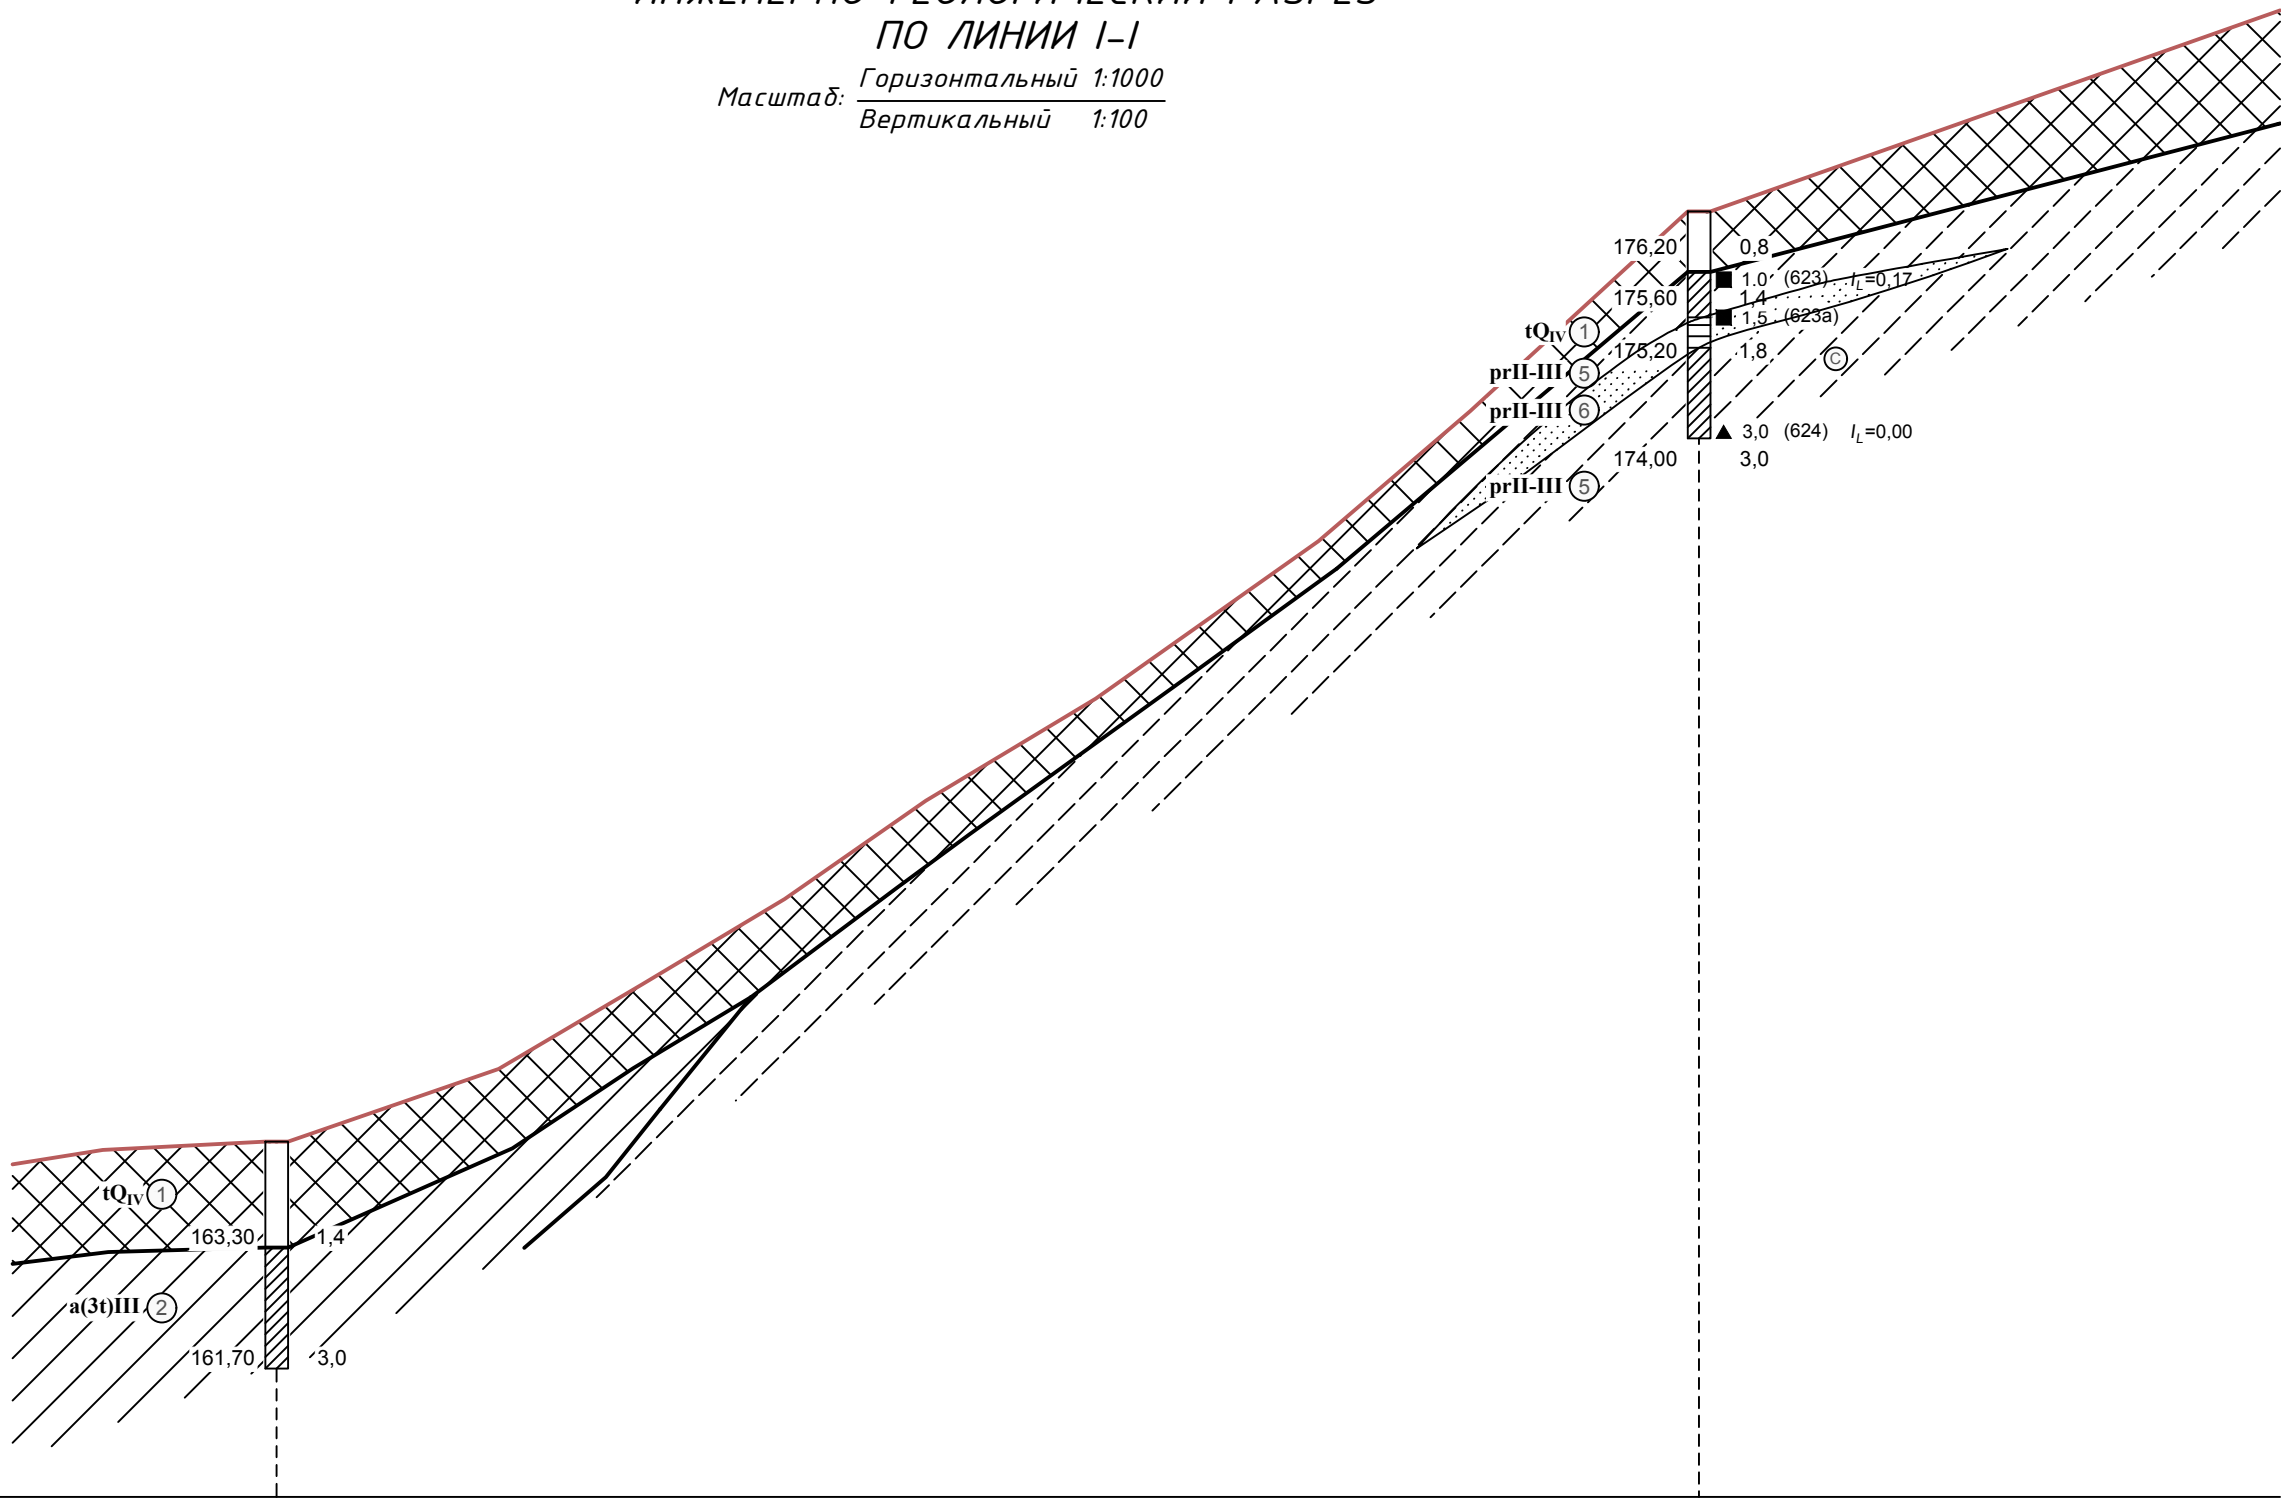 ПО ЛИНИИ I-I
Масштаб: Горизонтальный 1:1000
Вертикальный 1:100
176,20 0,8
1.0 (623) I_L=0,17
175,60 1,4
1,5 (623а)
tQIV 1
175,20 1,8
C
prII-III 5
prII-III 6
3,0 (624) I_L=0,00
174,00 3,0
prII-III 5
tQIV 1
163,30 1,4
a(3t)III 2
161,70 3,0